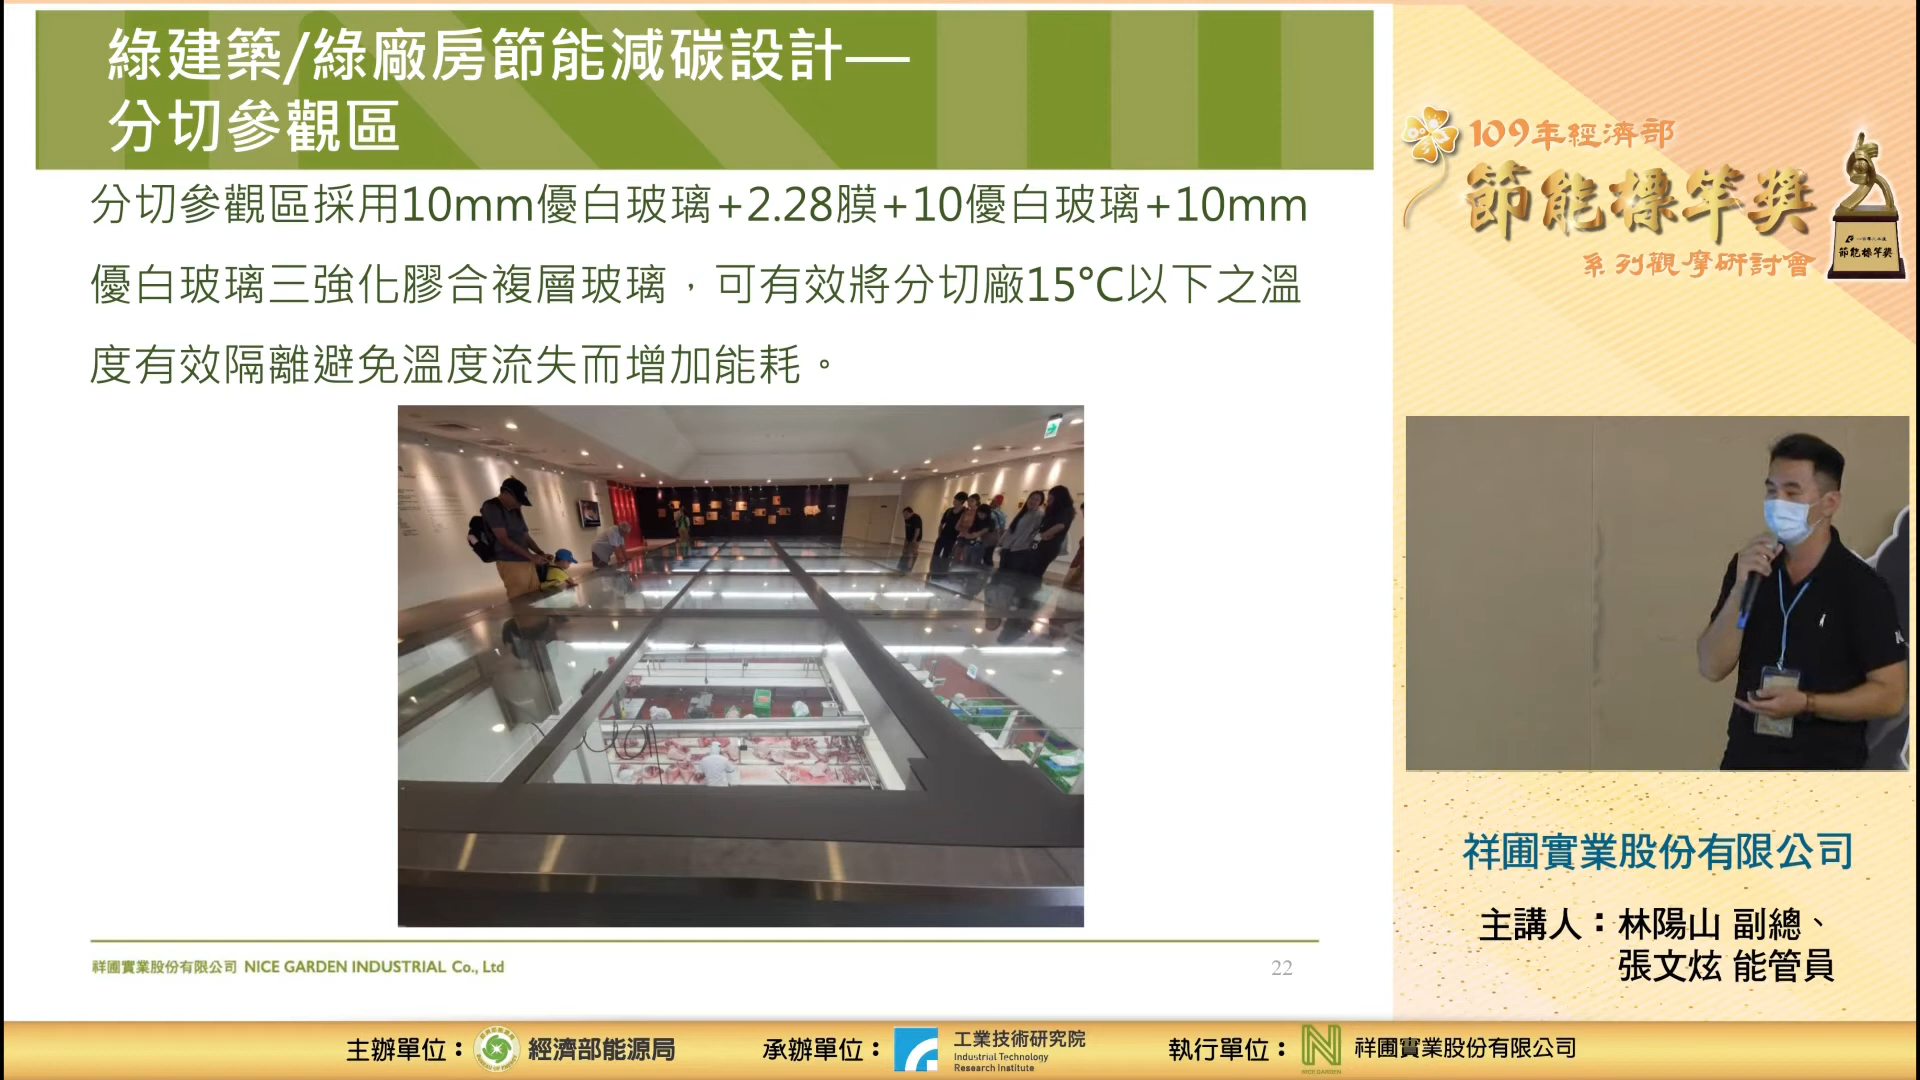 綠建築/綠廠房節能減碳設計—
分切參觀區
分切參觀區採用10mm優白玻璃+2.28膜+10優白玻璃+10mm
優白玻璃三強化膠合複層玻璃，可有效將分切廠15°C以下之溫
度有效隔離避免溫度流失而增加能耗。
祥圃實業股份有限公司 NICE GARDEN INDUSTRIAL Co., Ltd
22
109年經濟部
節能標竿獎
系列觀摩研討會
節能標竿獎
祥圃實業股份有限公司
主講人：林陽山 副總、
張文炫 能管員
主辦單位：經濟部能源局
承辦單位：工業技術研究院
Industrial Technology
Research Institute
執行單位：祥圃實業股份有限公司
NICE GARDEN